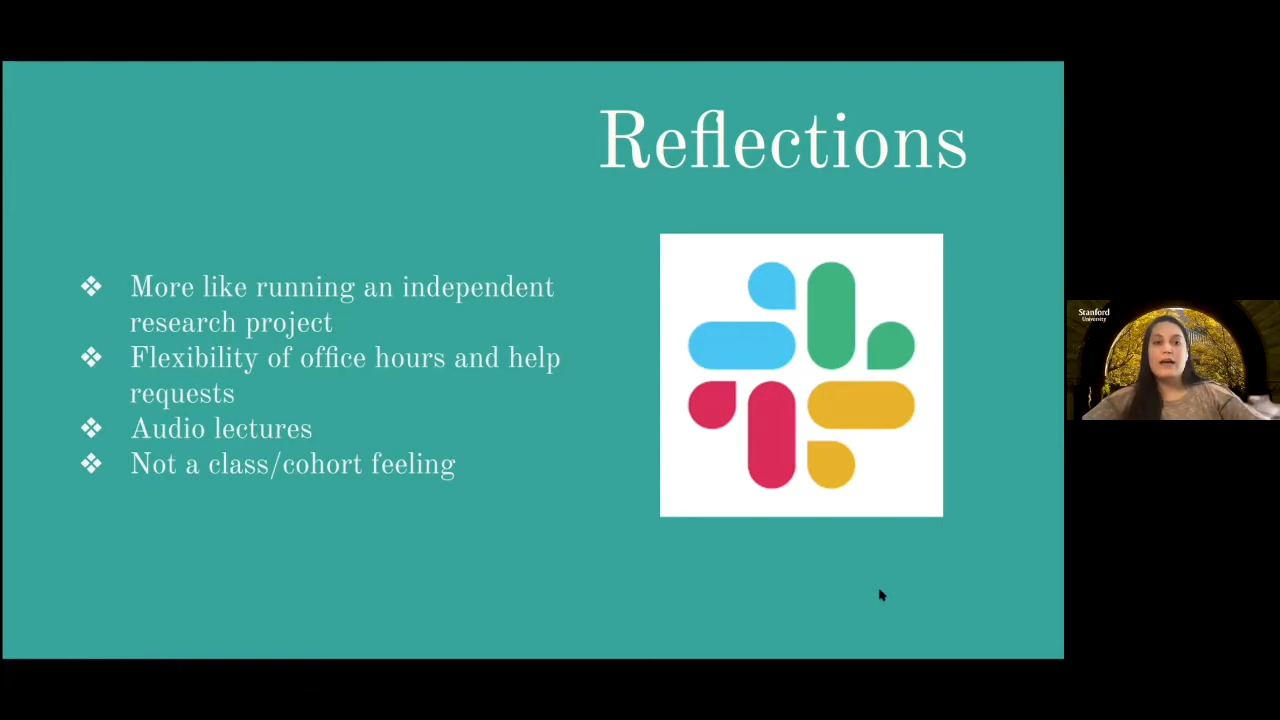 Reflections
❖ More like running an independent
research project
❖ Flexibility of office hours and help
requests
❖ Audio lectures
❖ Not a class/cohort feeling
Stanford
University